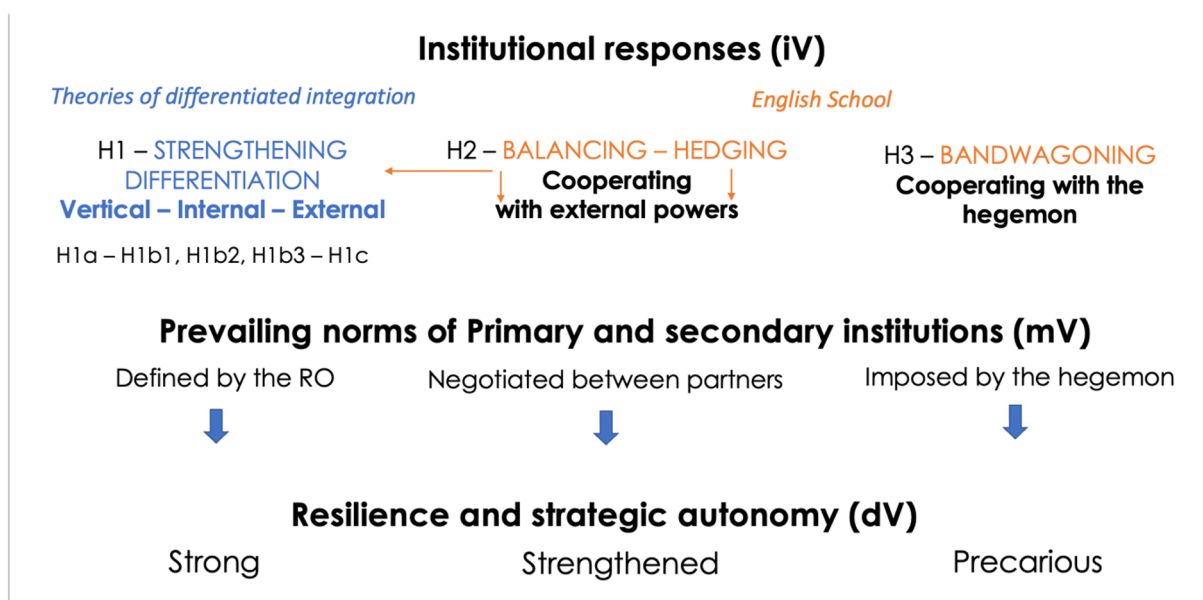 Institutional responses (iV)
Theories of differentiated integration
English School
H1 – STRENGTHENING
DIFFERENTIATION
Vertical – Internal – External
H1a – H1b1, H1b2, H1b3 – H1c
H2 – BALANCING – HEDGING
Cooperating
with external powers
H3 – BANDWAGONING
Cooperating with the
hegemon
Prevailing norms of Primary and secondary institutions (mV)
Defined by the RO
Negotiated between partners
Imposed by the hegemon
Resilience and strategic autonomy (dV)
Strong
Strengthened
Precarious